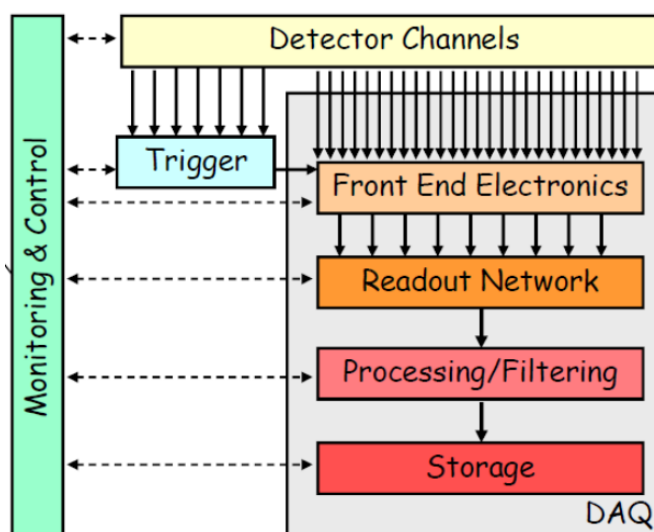 Detector Channels
Trigger
Front End Electronics
Readout Network
Processing/Filtering
Storage
DAQ
Monitoring & Control